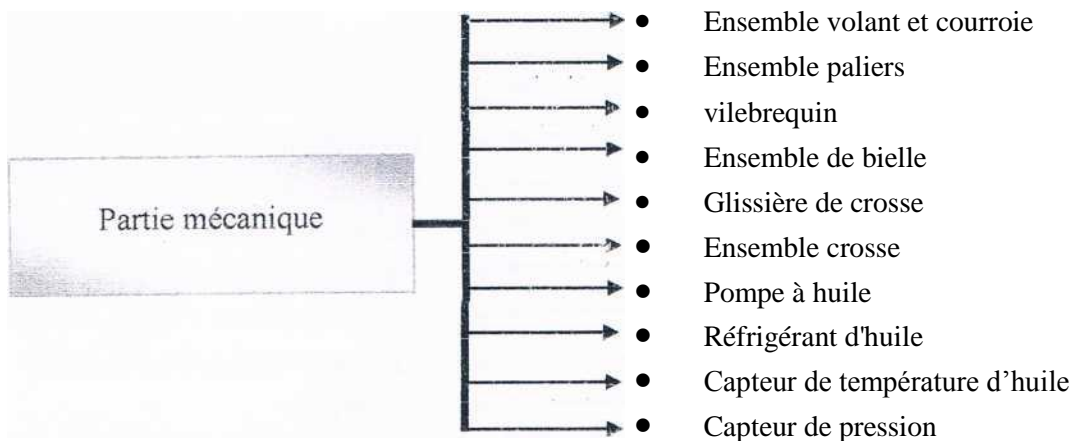 Ensemble volant et courroie
Ensemble paliers
vilebrequin
Ensemble de bielle
Partie mécanique
Glissière de crosse
Ensemble crosse
Pompe à huile
Réfrigérant d'huile
Capteur de température d’huile
Capteur de pression